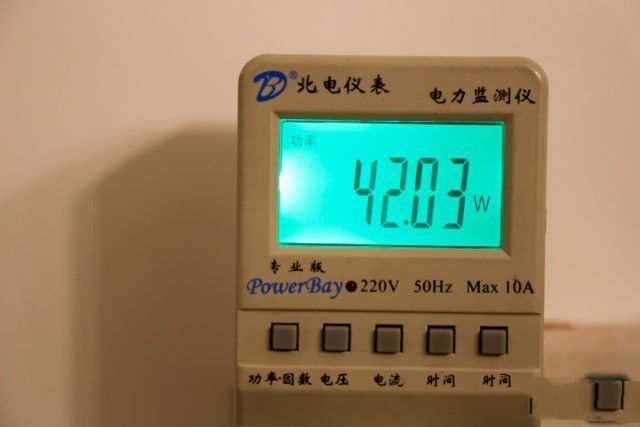 ® 北电仪表
电力监测仪
功率
42.03 W
专业版
PowerBay 220V 50Hz Max 10A
功率·因数 电压 电流 时间 时间